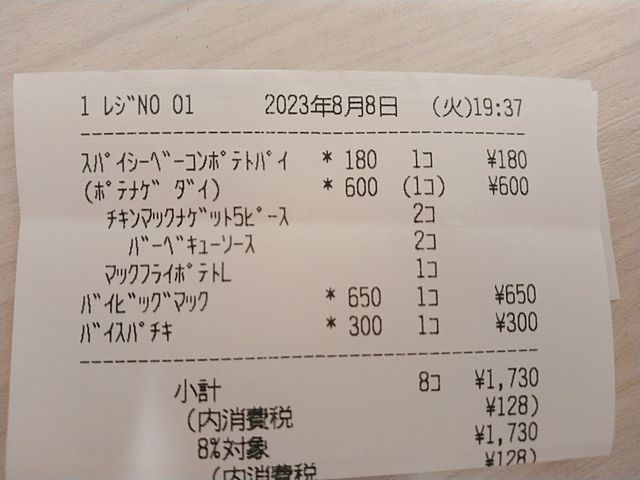 1 ﾚｼﾞNO 01 2023年8月8日 (火)19:37
ｽﾊﾟｲｼｰﾍﾞｰｺﾝﾎﾟﾃﾄﾊﾟｲ * 180 1ｺ ¥180
(ﾎﾟﾃﾅｹﾞ ﾀﾞｲ) * 600 (1ｺ) ¥600
ﾁｷﾝﾏｯｸﾅｹﾞｯﾄ5ﾋﾟｰｽ 2ｺ
ﾊﾞｰﾍﾞｷｭｰｿｰｽ 2ｺ
ﾏｯｸﾌﾗｲﾎﾟﾃﾄL 1ｺ
ﾊﾞｲﾋﾞｯｸﾞﾏｯｸ * 650 1ｺ ¥650
ﾊﾞｲｽﾊﾟﾁｷ * 300 1ｺ ¥300
小計 8ｺ ¥1,730
(内消費税 ¥128)
8%対象 ¥1,730
(内消費税 ¥128)